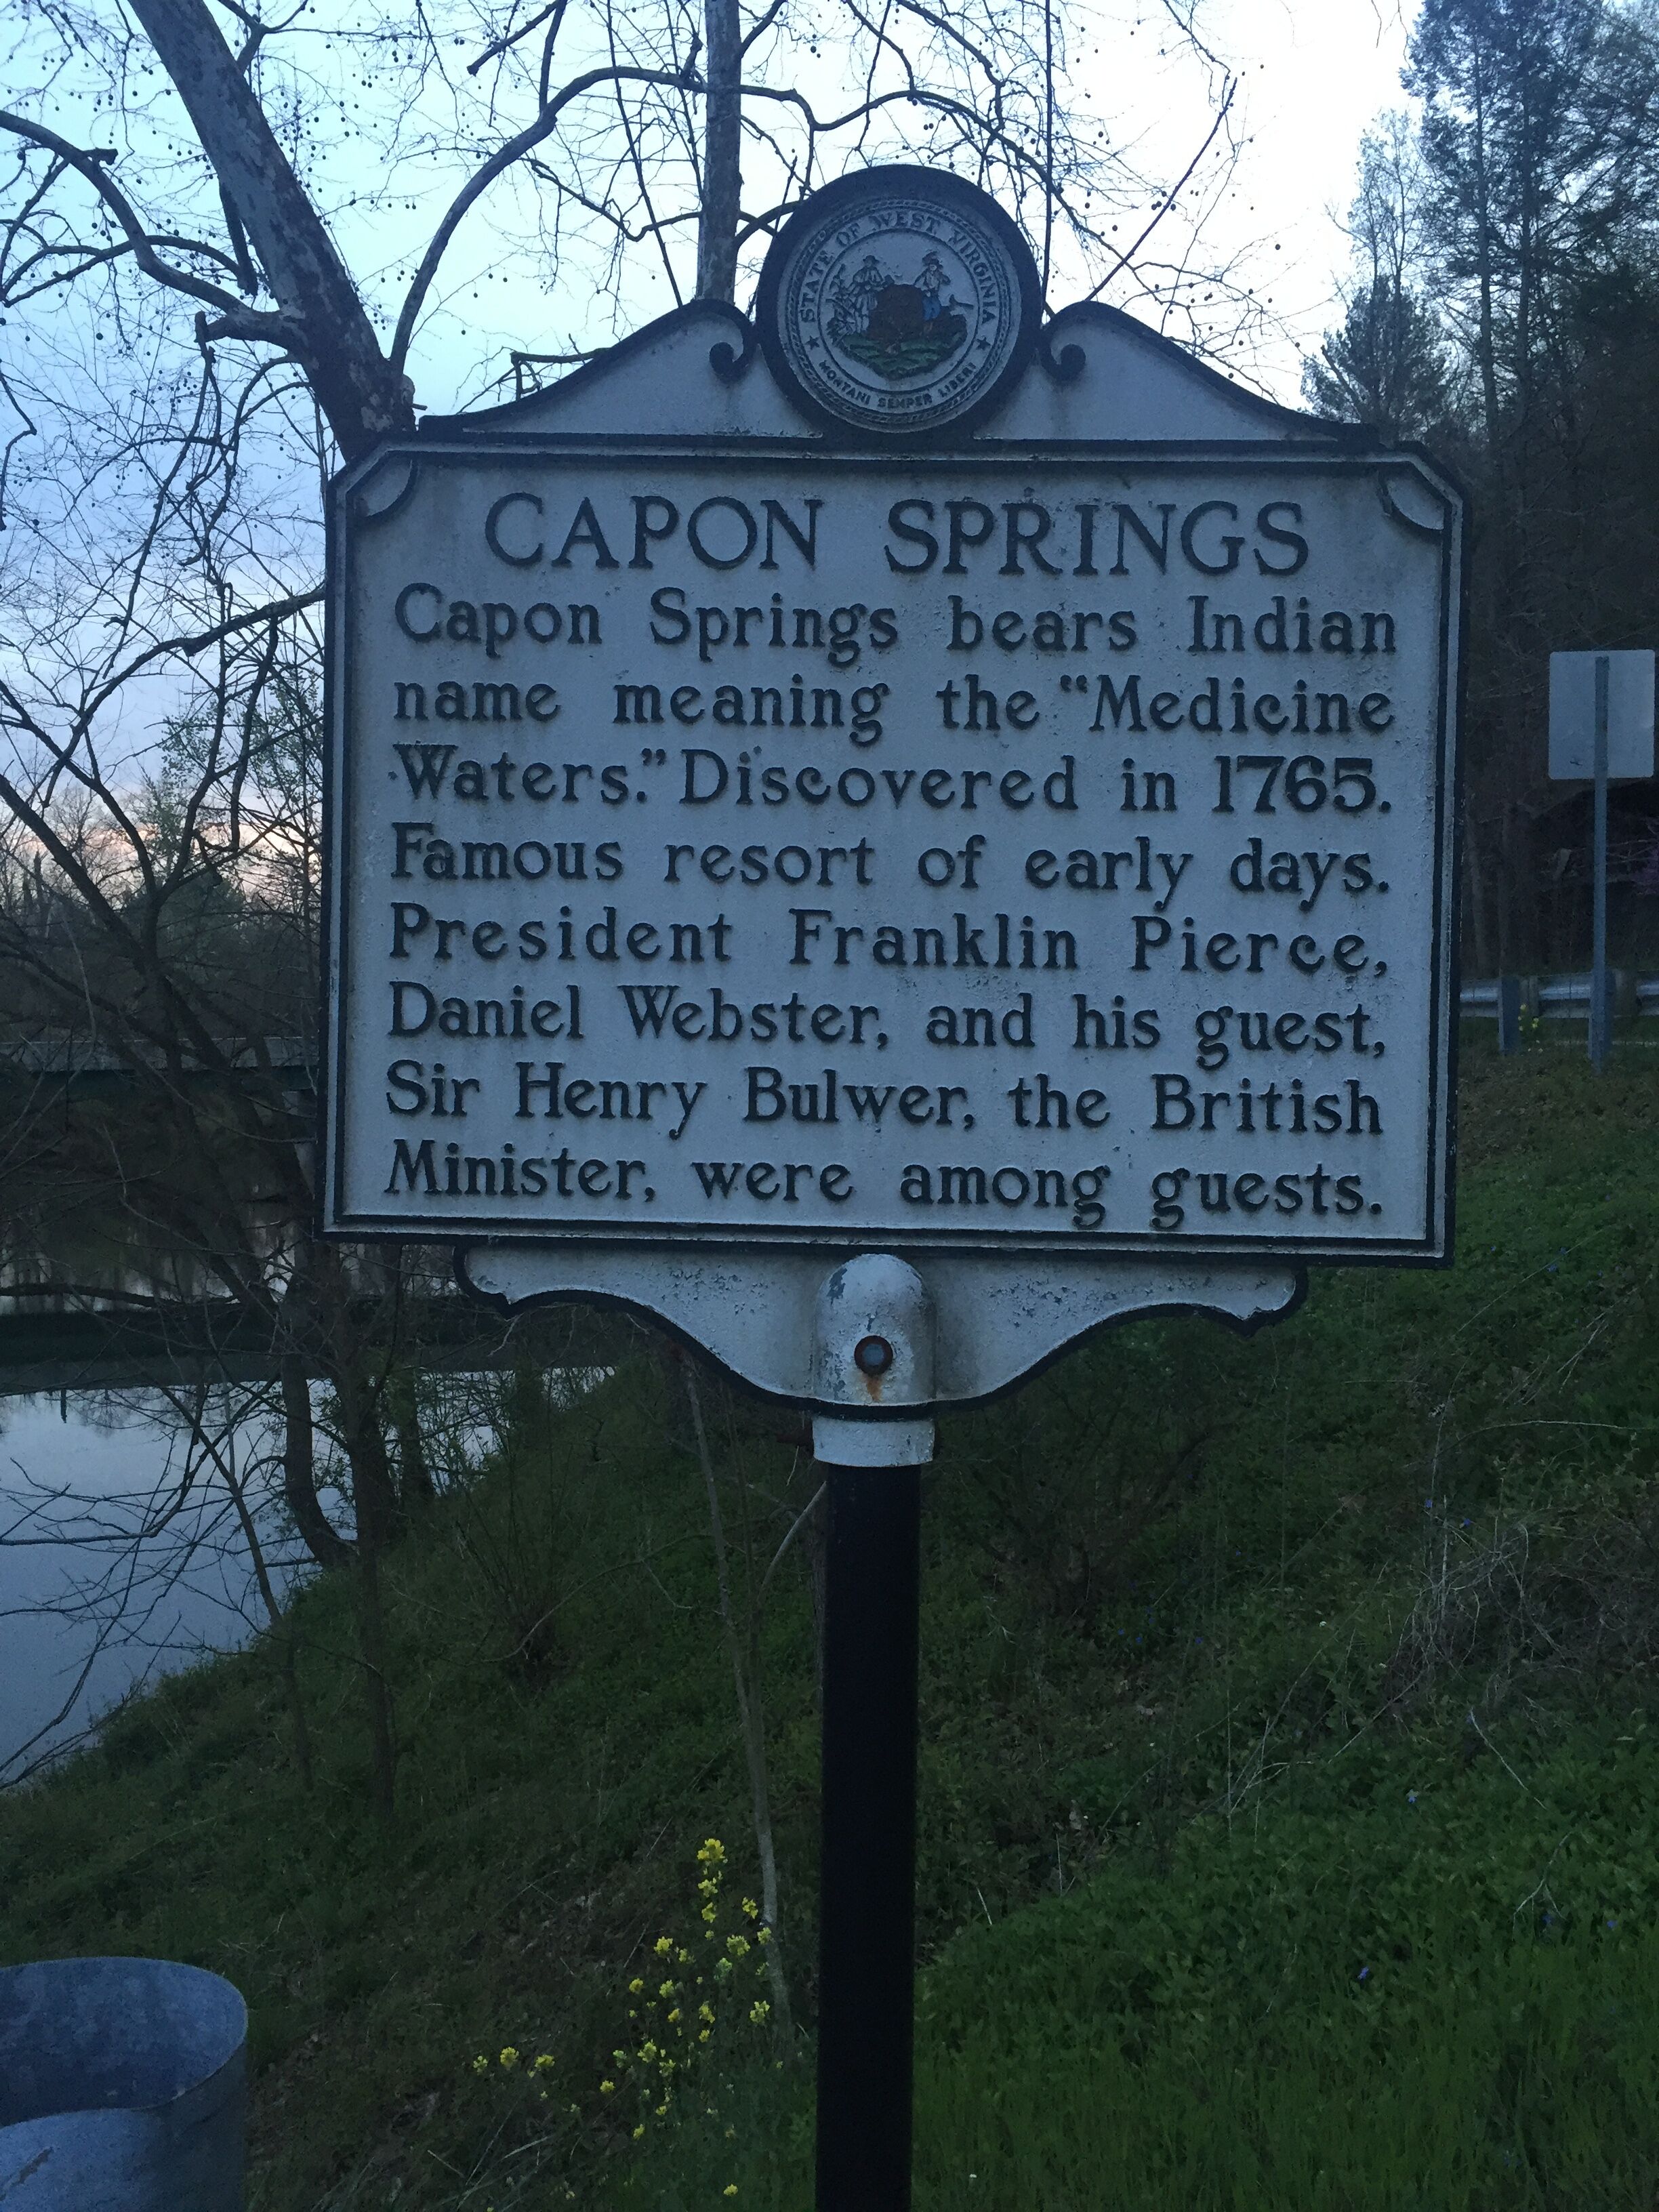 STATE OF WEST VIRGINIA
MONTANI SEMPER LIBERI
CAPON SPRINGS
Capon Springs bears Indian
name meaning the “Medicine
Waters.” Discovered in 1765.
Famous resort of early days.
President Franklin Pierce,
Daniel Webster, and his guest,
Sir Henry Bulwer, the British
Minister, were among guests.